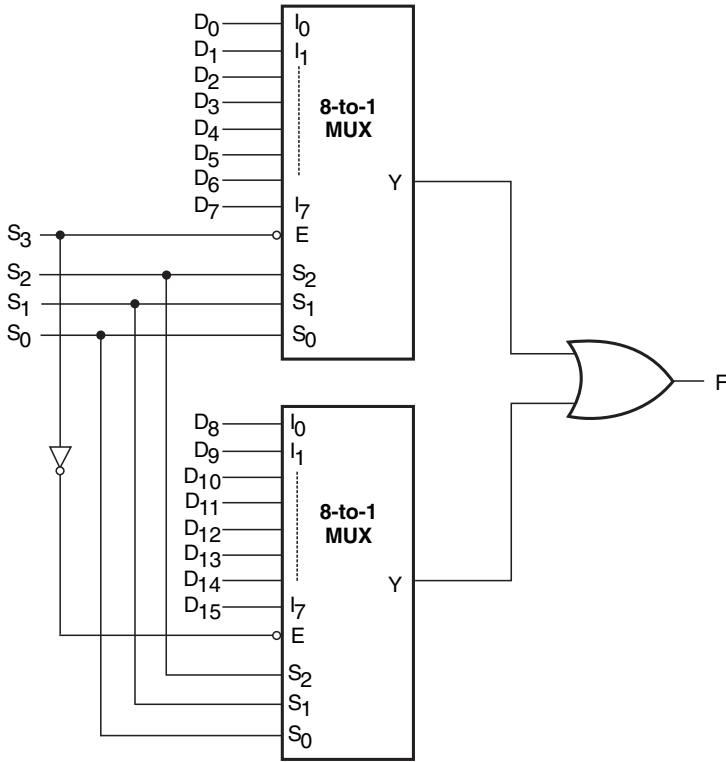 D0 I0
D1 I1
D2
D3
D4
D5
D6
D7 I7
8-to-1
MUX
Y
S3 E
S2 S2
S1 S1
S0 S0
F
D8 I0
D9 I1
D10
D11
D12
D13
D14
D15 I7
8-to-1
MUX
Y
E
S2
S1
S0